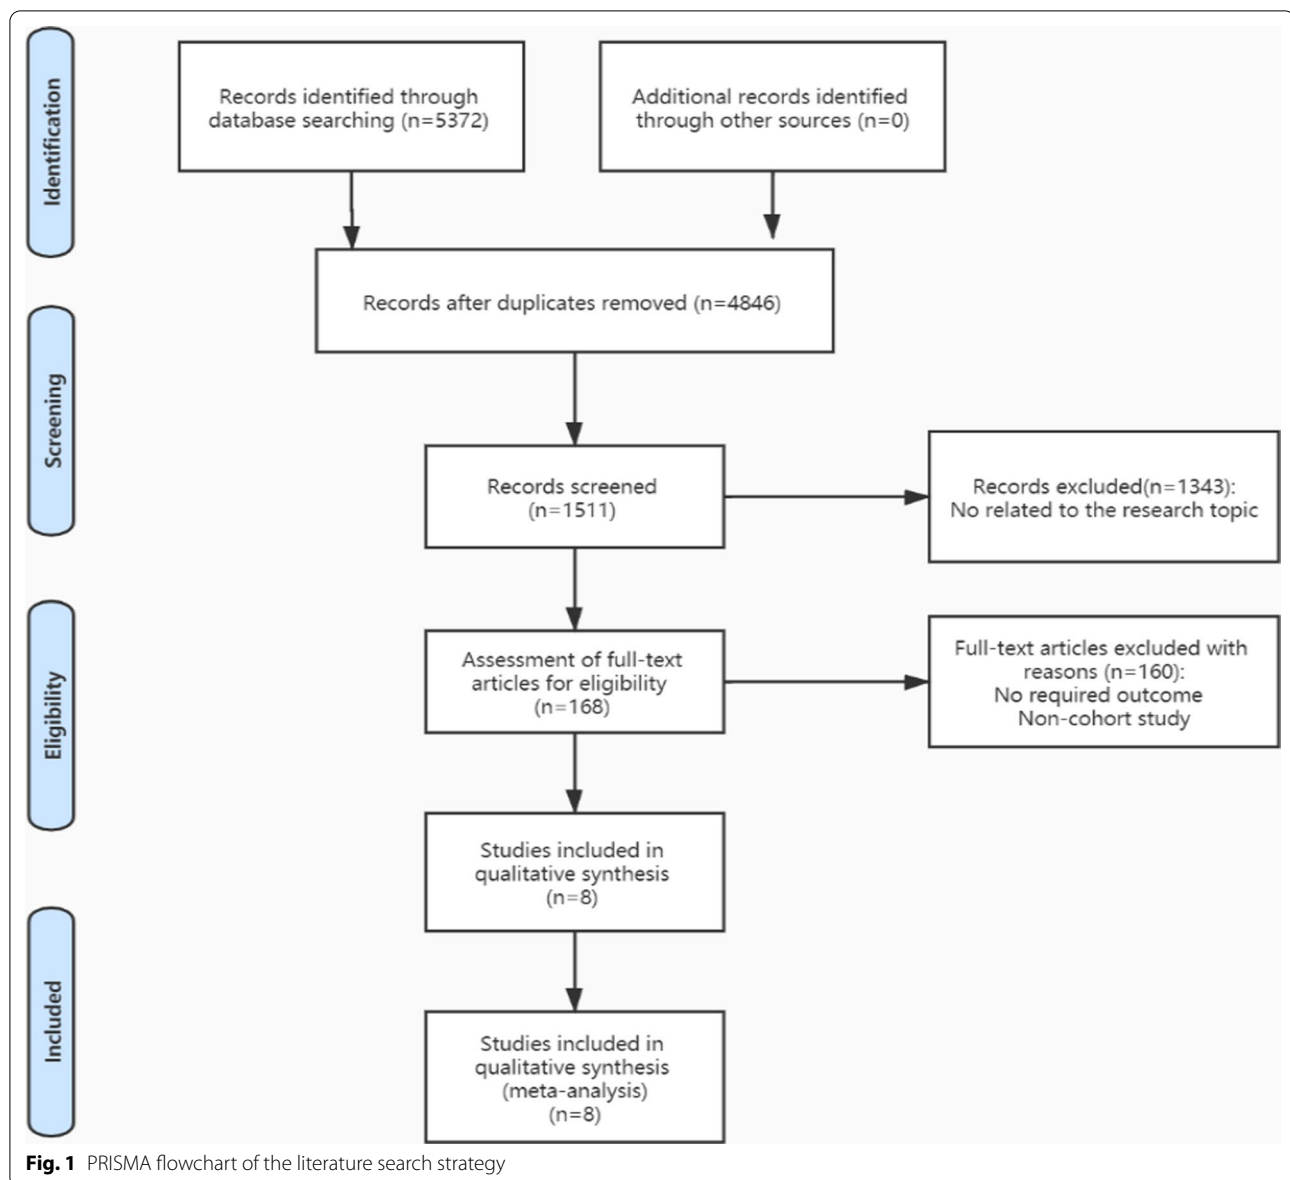 Identification
Records identified through
database searching (n=5372)
Additional records identified
through other sources (n=0)
Records after duplicates removed (n=4846)
Screening
Records screened
(n=1511)
Records excluded(n=1343):
No related to the research topic
Eligibility
Assessment of full-text
articles for eligibility
(n=168)
Full-text articles excluded with
reasons (n=160):
No required outcome
Non-cohort study
Studies included in
qualitative synthesis
(n=8)
Included
Studies included in
qualitative synthesis
(meta-analysis)
(n=8)
Fig. 1 PRISMA flowchart of the literature search strategy